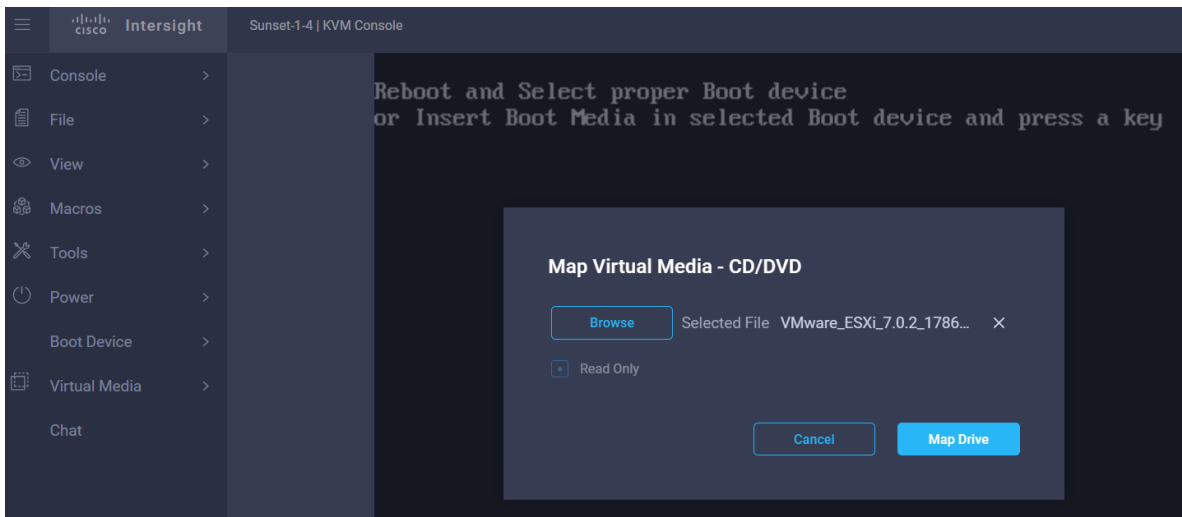 cisco Intersight
Sunset-1-4 | KVM Console
Console
File
View
Macros
Tools
Power
Boot Device
Virtual Media
Chat
Reboot and Select proper Boot device
or Insert Boot Media in selected Boot device and press a key
Map Virtual Media - CD/DVD
Browse Selected File VMware_ESXi_7.0.2_1786...
Read Only
Cancel Map Drive